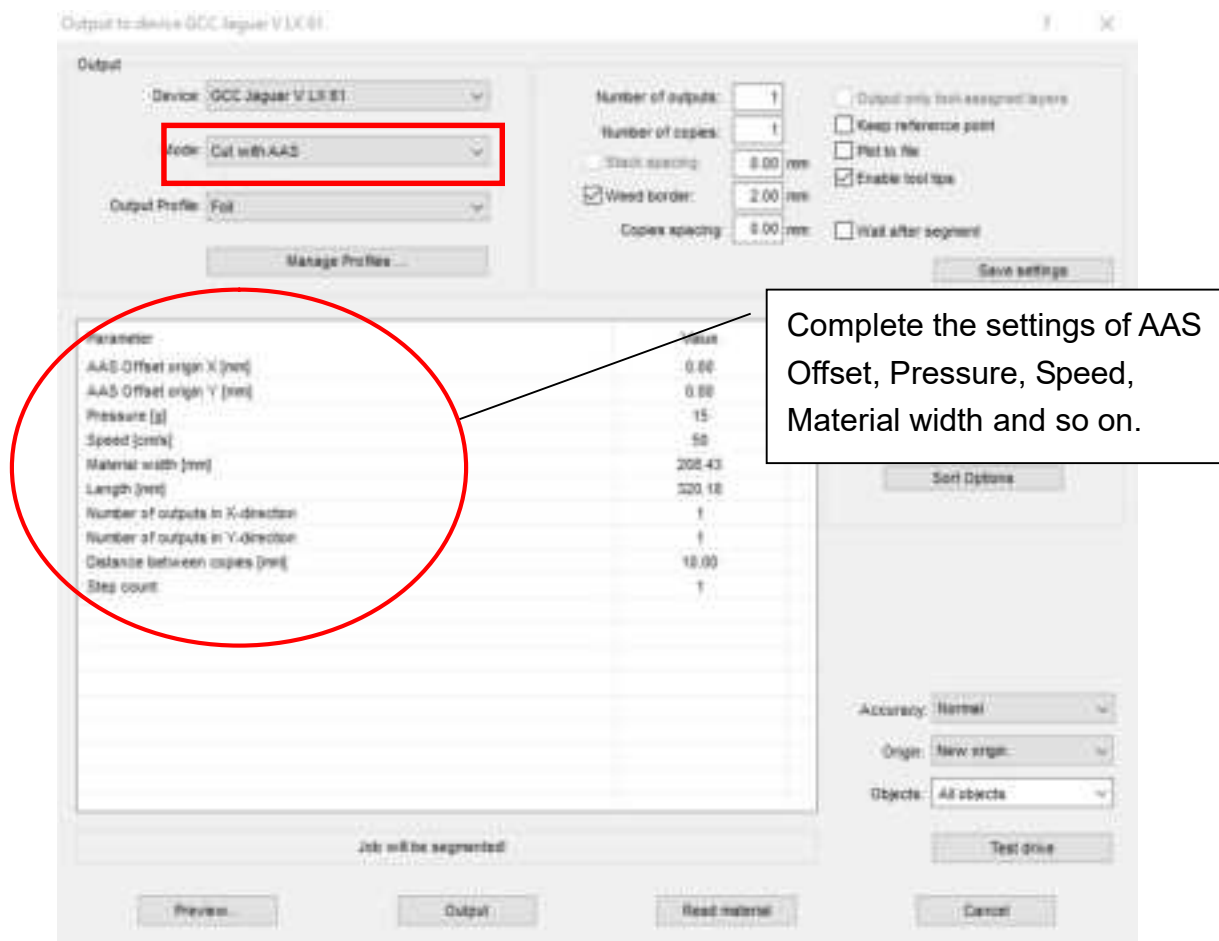 Output to device GCC Jaguar V LX 61
Output
Device: GCC Jaguar V LX 61
Mode: Cut with AAS
Output Profile: Foil
Manage Profiles ...
Number of outputs: 1
Number of copies: 1
Stack spacing: 0.00 mm
Weed border: 2.00 mm
Copies spacing: 0.00 mm
Output only tool-assigned layers
Keep reference point
Plot to file
Enable tool tips
Wait after segment
Save settings
Parameter Value
AAS Offset origin X [mm] 0.00
AAS Offset origin Y [mm] 0.00
Pressure [g] 15
Speed [cm/s] 50
Material width [mm] 208.43
Length [mm] 320.18
Number of outputs in X-direction 1
Number of outputs in Y-direction 1
Distance between copies [mm] 10.00
Step count 1
Complete the settings of AAS
Offset, Pressure, Speed,
Material width and so on.
Sort Options
Accuracy: Normal
Origin: New origin
Objects: All objects
Job will be segmented!
Test drive
Preview...
Output
Read material
Cancel